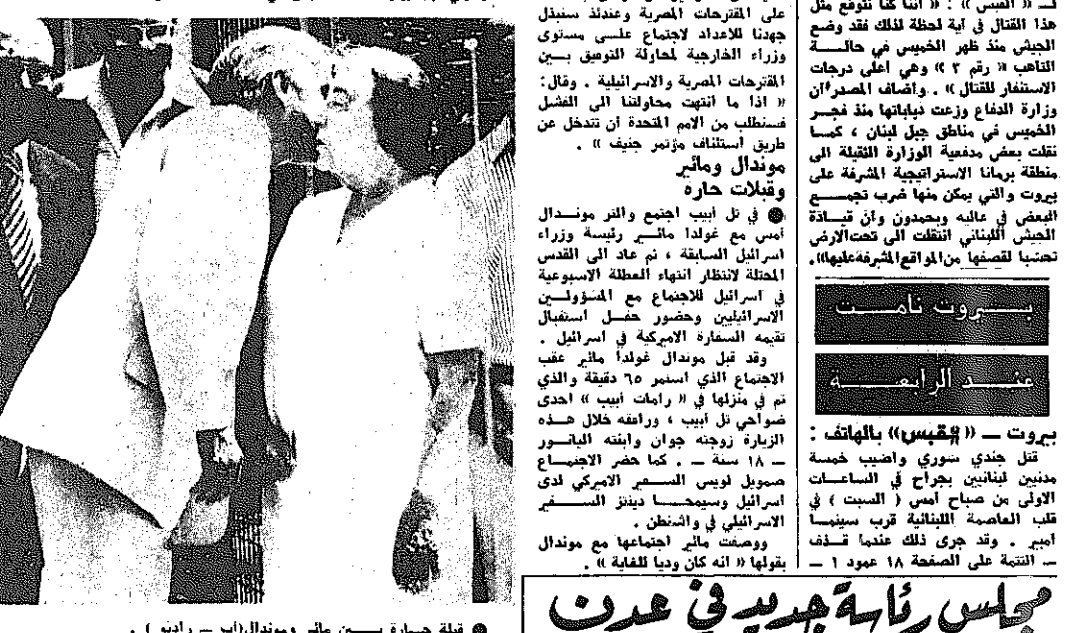 لـ «القبس» : « اننا كنا نتوقع مثل
هذا القتال في أية لحظة لذلك فقد وضع
الجيش منذ ظهر الخميس في حالة
التاهب « رقم ٣ » وهي أعلى درجات
الاستنفار للقتال » . وأضاف المصدر أن
وزارة الدفاع وزعت دباباتها منذ فجر
الخميس في مناطق جبل لبنان ، كما
نقلت بعض مدفعية الوزارة الثقيلة الى
منطقة برمانا الاستراتيجية المشرفة على
بيروت والتي يمكن منها ضرب تجمع
البعض في عاليه وبحمدون وأن قيادة
الجيش اللبناني انتقلت الى تحت الارض
تحسبا لقصفها من المواقع المشرفة عليها» .
بيروت نامت
عند الرابعة
بيروت — «القبس» بالهاتف :
قتل جندي سوري واصيب خمسة
مدنيين لبنانيين بجراح في الساعات
الاولى من صباح امس ( السبت ) في
قلب العاصمة اللبنانية قرب سينما
امبير . وقد جرى ذلك عندما قذف
— التتمة على الصفحة ١٨ عمود ١ —
على المقترحات المصرية وعندئذ سنبذل
جهدنا للاعداد لاجتماع على مستوى
وزراء الخارجية لمحاولة التوفيق بين
المقترحات المصرية والاسرائيلية . وقال :
« اذا ما انتهت محاولتنا الى الفشل
فسنطلب من الامم المتحدة أن تتدخل عن
طريق استئناف مؤتمر جنيف » .
موندال ومائير
وقبلات حاره
● في تل أبيب اجتمع والتر موندال
أمس مع غولدا مائير رئيسة وزراء
اسرائيل السابقة ، ثم عاد الى القدس
المحتلة لانتظار انتهاء العطلة الاسبوعية
في اسرائيل للاجتماع مع المسؤولين
الاسرائيليين وحضور حفل استقبال
تقيمه السفارة الاميركية في اسرائيل .
وقد قبل موندال غولدا مائير عقب
الاجتماع الذي استمر ٦٥ دقيقة والذي
تم في منزلها في « رامات أبيب » احدى
ضواحي تل أبيب ، ورافقه خلال هذه
الزيارة زوجته جوان وابنته اليانور
— ١٨ سنة — . كما حضر الاجتماع
صمويل لويس السفير الاميركي لدى
اسرائيل وسيمحا دينتز السفير
الاسرائيلي في واشنطن .
ووصفت مائير اجتماعها مع موندال
بقولها « انه كان وديا للغاية » .
● قبلة حارة بين مائير وموندال (أب — راديو) .
مجلس رئاسة جديد في عدن